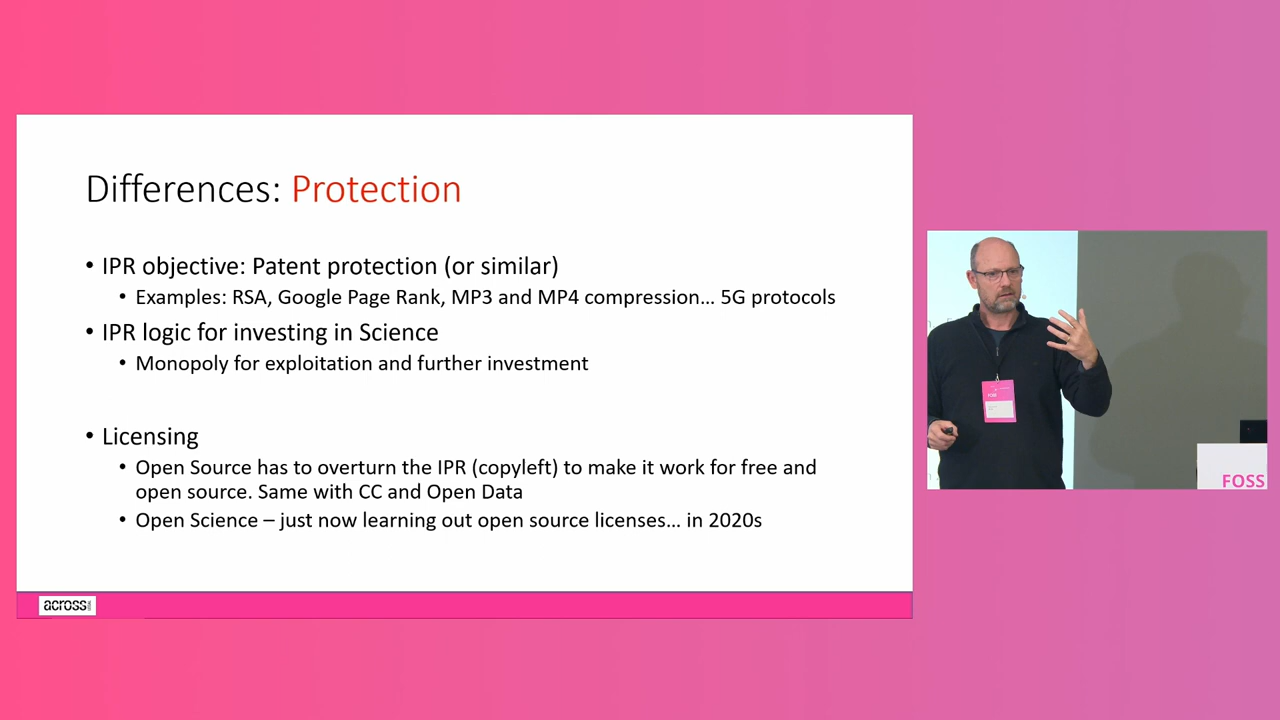 Differences: Protection
• IPR objective: Patent protection (or similar)
• Examples: RSA, Google Page Rank, MP3 and MP4 compression... 5G protocols
• IPR logic for investing in Science
• Monopoly for exploitation and further investment
• Licensing
• Open Source has to overturn the IPR (copyleft) to make it work for free and
open source. Same with CC and Open Data
• Open Science – just now learning out open source licenses... in 2020s
across
FOSS